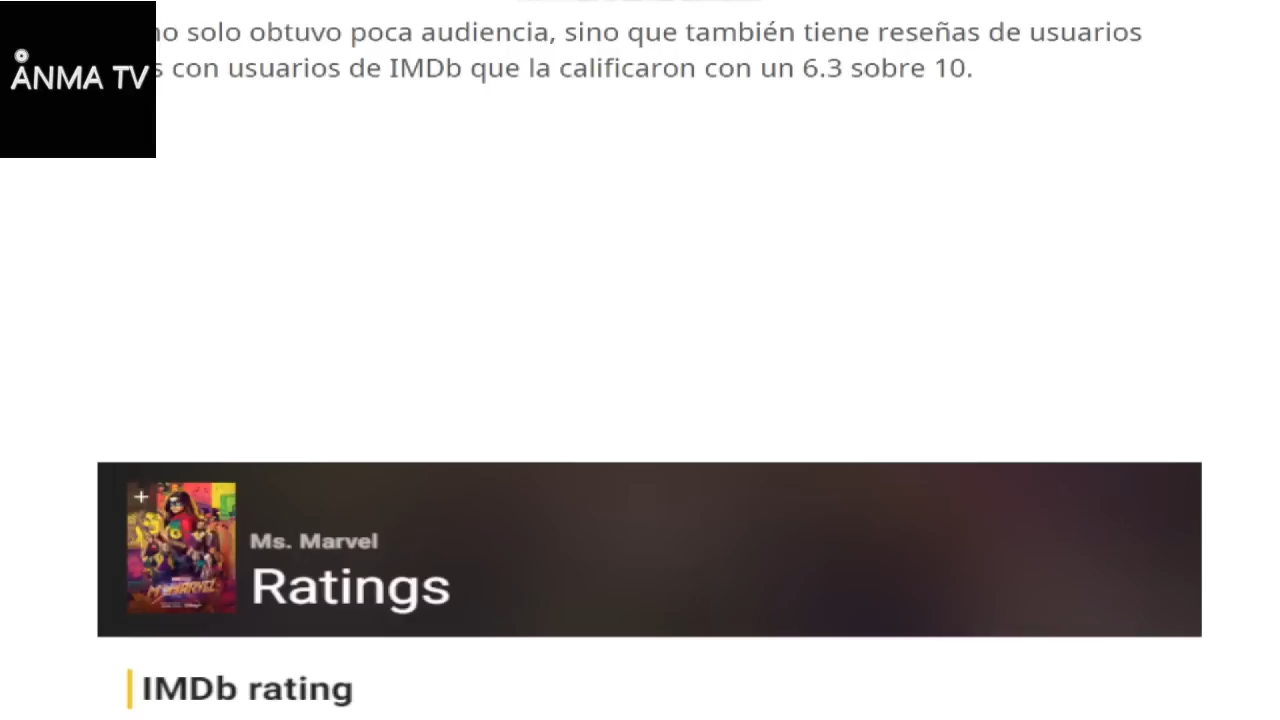 no solo obtuvo poca audiencia, sino que también tiene reseñas de usuarios
ÅNMA TV
s con usuarios de IMDb que la calificaron con un 6.3 sobre 10.
Ms. Marvel
Ratings
IMDb rating